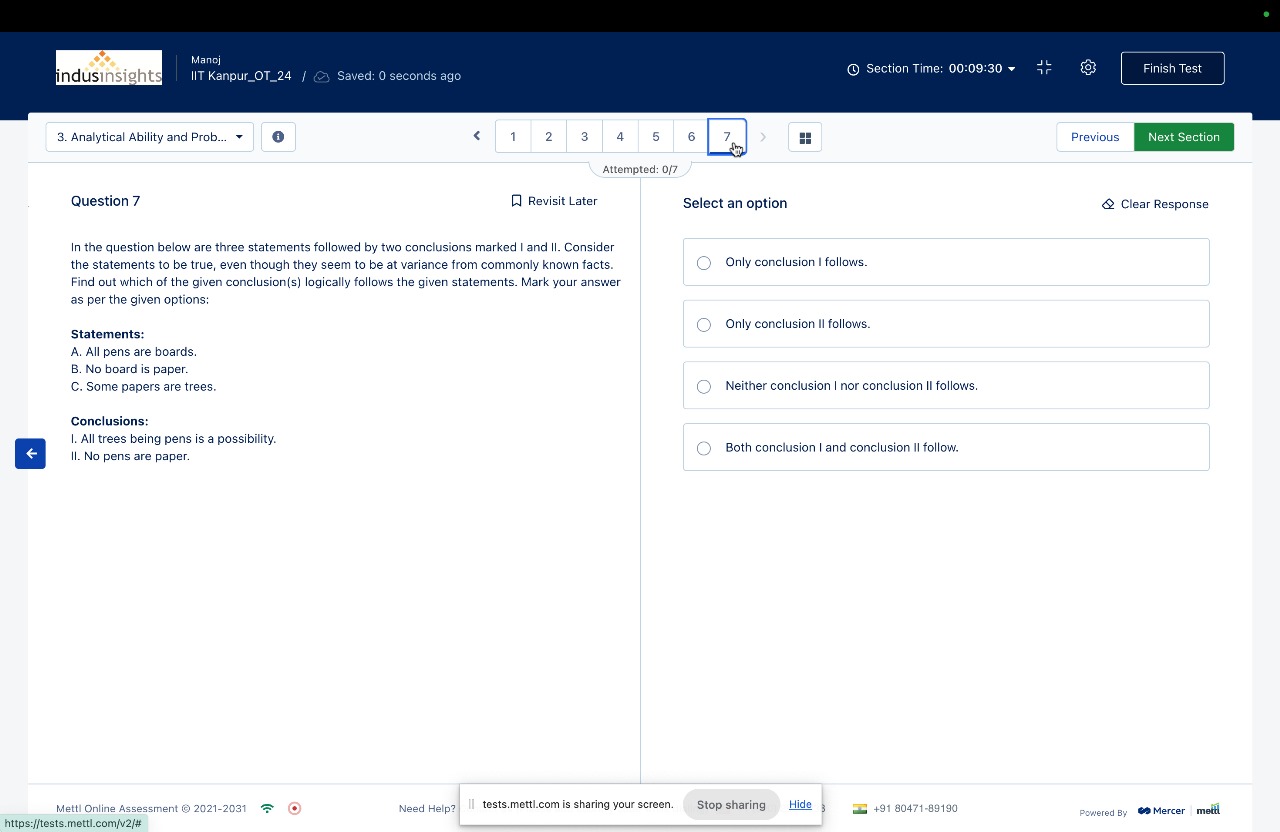 indusinsights
Manoj
IIT Kanpur_OT_24 / Saved: 0 seconds ago
Section Time: 00:09:30
Finish Test
3. Analytical Ability and Prob...
1 2 3 4 5 6 7
Previous
Next Section
Attempted: 0/7
Question 7
Revisit Later
In the question below are three statements followed by two conclusions marked I and II. Consider
the statements to be true, even though they seem to be at variance from commonly known facts.
Find out which of the given conclusion(s) logically follows the given statements. Mark your answer
as per the given options:
Statements:
A. All pens are boards.
B. No board is paper.
C. Some papers are trees.
Conclusions:
I. All trees being pens is a possibility.
II. No pens are paper.
Select an option
Clear Response
Only conclusion I follows.
Only conclusion II follows.
Neither conclusion I nor conclusion II follows.
Both conclusion I and conclusion II follow.
Mettl Online Assessment © 2021-2031
Need Help?
tests.mettl.com is sharing your screen.
Stop sharing
Hide
+91 80471-89190
Powered By
Mercer | mettl
https://tests.mettl.com/v2/#